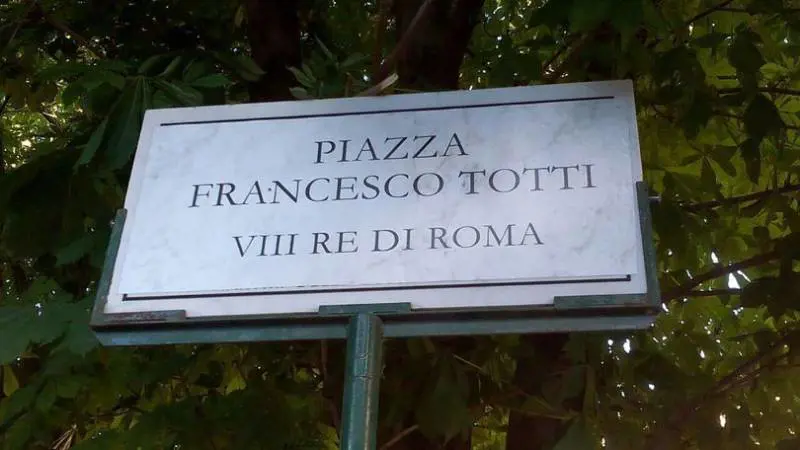 PIAZZA
FRANCESCO TOTTI
VIII RE DI ROMA